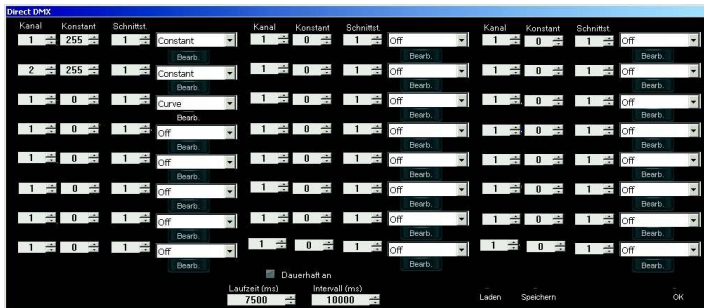 Direct DMX
Kanal Konstant Schnittst. Kanal Konstant Schnittst. Kanal Konstant Schnittst.
1 255 1 Constant 1 0 1 Off 1 0 1 Off
Bearb. Bearb. Bearb.
2 255 1 Constant 1 0 1 Off 1 0 1 Off
Bearb. Bearb. Bearb.
1 0 1 Curve 1 0 1 Off 1 0 1 Off
Bearb. Bearb. Bearb.
1 0 1 Off 1 0 1 Off 1 0 1 Off
Bearb. Bearb. Bearb.
1 0 1 Off 1 0 1 Off 1 0 1 Off
Bearb. Bearb. Bearb.
1 0 1 Off 1 0 1 Off 1 0 1 Off
Bearb. Bearb. Bearb.
1 0 1 Off 1 0 1 Off 1 0 1 Off
Bearb. Bearb. Bearb.
1 0 1 Off 1 0 1 Off 1 0 1 Off
Bearb. Bearb. Bearb.
Dauerhaft an
Laufzeit (ms) Intervall (ms)
7500 10000 Laden Speichern OK